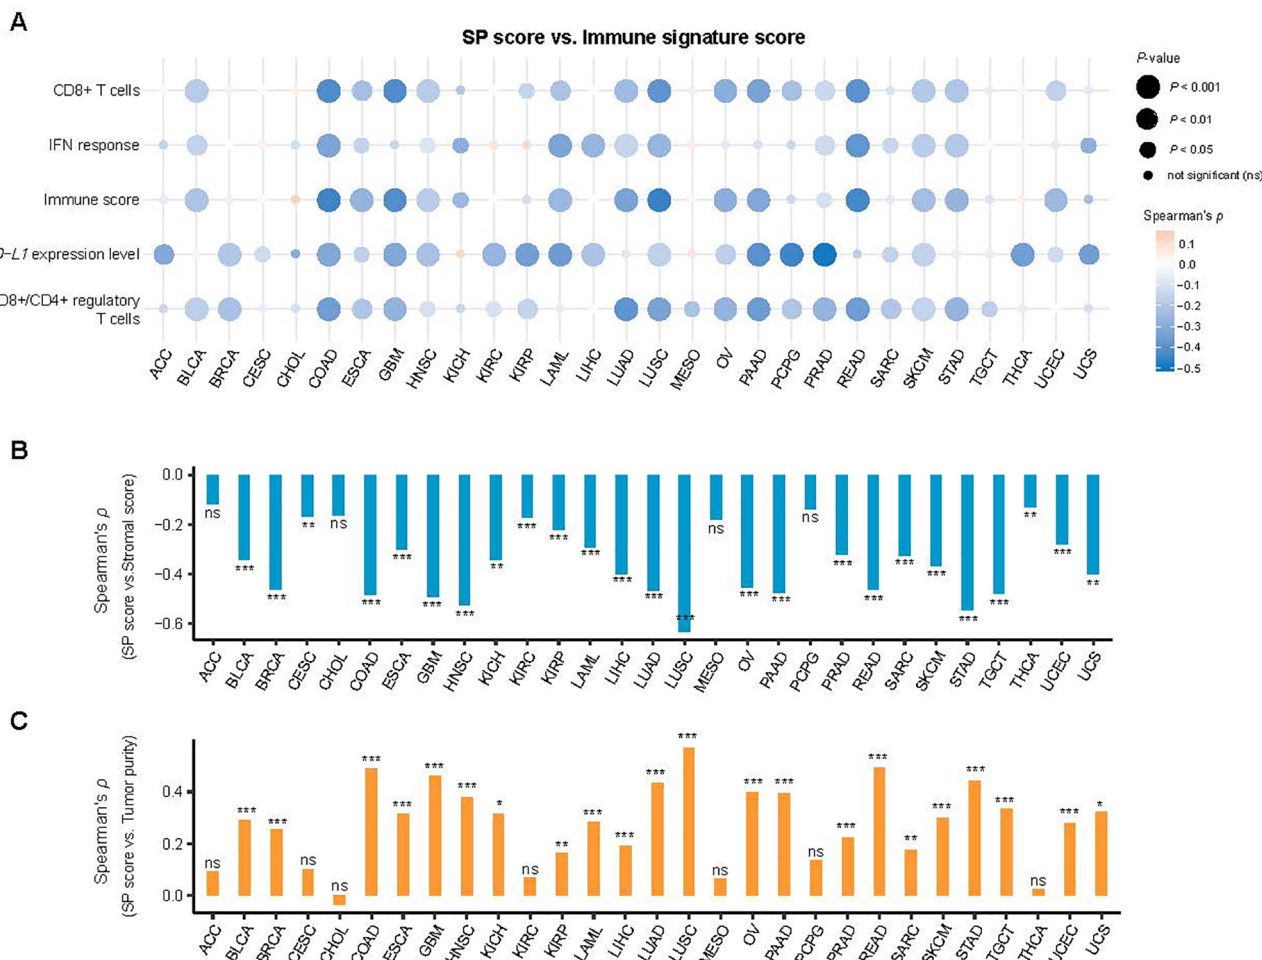 A
SP score vs. Immune signature score
CD8+ T cells
IFN response
Immune score
-L1 expression level
D8+/CD4+ regulatory
T cells
ACC BLCA BRCA CESC CHOL COAD ESCA GBM HNSC KICH KIRC KIRP LAML LIHC LUAD LUSC MESO OV PAAD PCPG PRAD READ SARC SKCM STAD TGCT THCA UCEC UCS
P-value
P < 0.001
P < 0.01
P < 0.05
not significant (ns)
Spearman's ρ
0.1
0.0
−0.1
−0.2
−0.3
−0.4
−0.5
B
Spearman's ρ
(SP score vs.Stromal score)
0.0
−0.2
−0.4
−0.6
ns *** *** ** ns *** *** *** *** ** *** *** *** *** *** *** ns *** *** ns *** *** *** *** *** *** ** *** **
ACC BLCA BRCA CESC CHOL COAD ESCA GBM HNSC KICH KIRC KIRP LAML LIHC LUAD LUSC MESO OV PAAD PCPG PRAD READ SARC SKCM STAD TGCT THCA UCEC UCS
C
Spearman's ρ
(SP score vs. Tumor purity)
0.4
0.2
0.0
ns *** *** ns ns *** *** *** *** * ns ** *** *** *** *** ns *** *** ns *** *** ** *** *** *** ns *** *
ACC BLCA BRCA CESC CHOL COAD ESCA GBM HNSC KICH KIRC KIRP LAML LIHC LUAD LUSC MESO OV PAAD PCPG PRAD READ SARC SKCM STAD TGCT THCA UCEC UCS